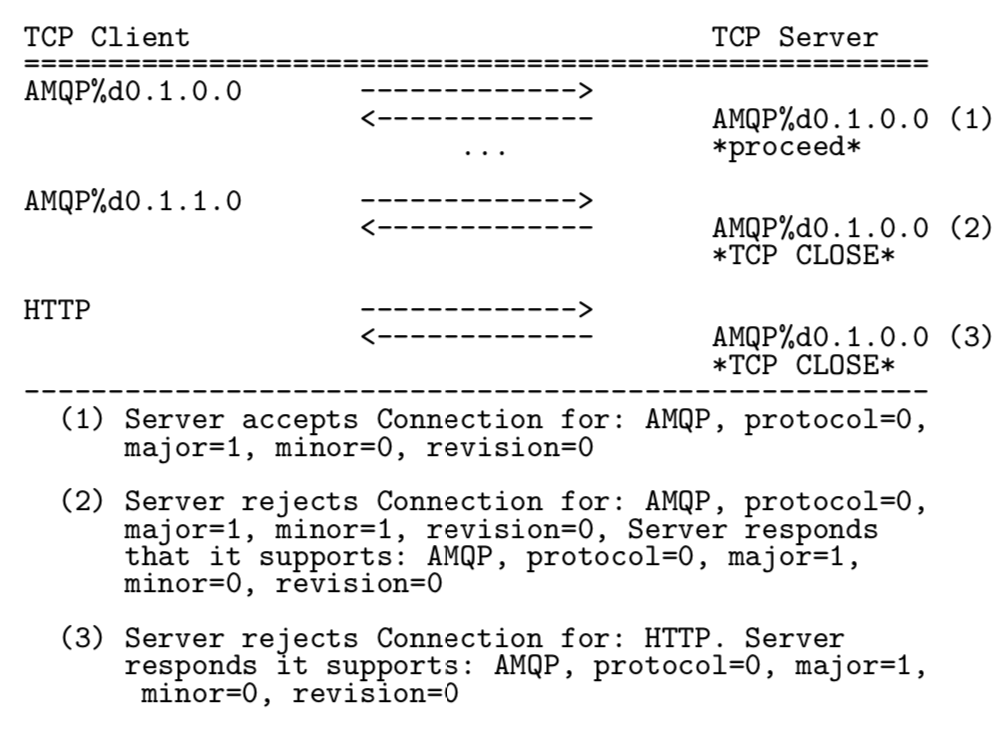 TCP Client                                         TCP Server
======================================================
AMQP%d0.1.0.0       ------------->
                    <-------------       AMQP%d0.1.0.0 (1)
                          ...            *proceed*
AMQP%d0.1.1.0       ------------->
                    <-------------       AMQP%d0.1.0.0 (2)
                                         *TCP CLOSE*
HTTP                ------------->
                    <-------------       AMQP%d0.1.0.0 (3)
                                         *TCP CLOSE*
------------------------------------------------------
(1) Server accepts Connection for: AMQP, protocol=0,
major=1, minor=0, revision=0
(2) Server rejects Connection for: AMQP, protocol=0,
major=1, minor=1, revision=0, Server responds
that it supports: AMQP, protocol=0, major=1,
minor=0, revision=0
(3) Server rejects Connection for: HTTP. Server
responds it supports: AMQP, protocol=0, major=1,
minor=0, revision=0